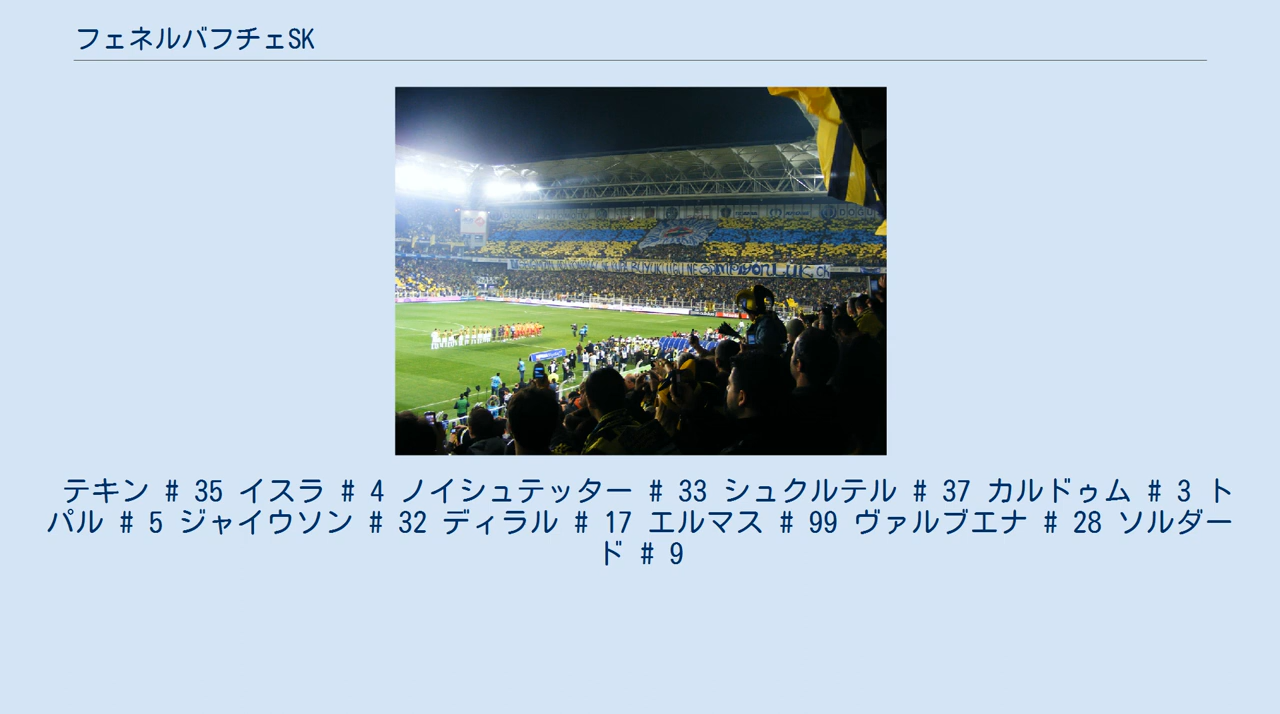 フェネルバフチェSK
テキン # 35 イスラ # 4 ノイシュテッター # 33 シュクルテル # 37 カルドゥム # 3 ト
パル # 5 ジャイウソン # 32 ディラル # 17 エルマス # 99 ヴァルブエナ # 28 ソルダー
ド # 9